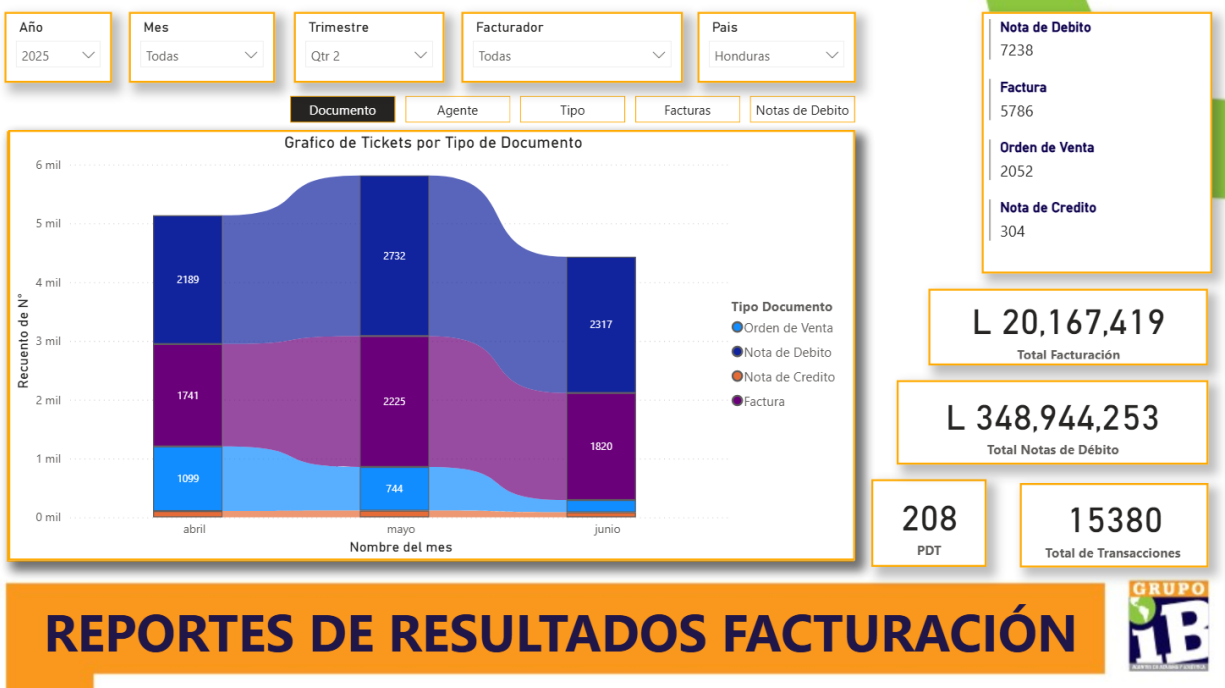 Año
2025
Mes
Todas
Trimestre
Qtr 2
Facturador
Todas
Pais
Honduras
Documento
Agente
Tipo
Facturas
Notas de Debito
Grafico de Tickets por Tipo de Documento
Recuento de N°
6 mil
5 mil
4 mil
3 mil
2 mil
1 mil
0 mil
2189
1741
1099
2732
2225
744
2317
1820
abril
mayo
junio
Nombre del mes
Tipo Documento
Orden de Venta
Nota de Debito
Nota de Credito
Factura
Nota de Debito
7238
Factura
5786
Orden de Venta
2052
Nota de Credito
304
L 20,167,419
Total Facturación
L 348,944,253
Total Notas de Débito
208
PDT
15380
Total de Transacciones
REPORTES DE RESULTADOS FACTURACIÓN
GRUPO
iB